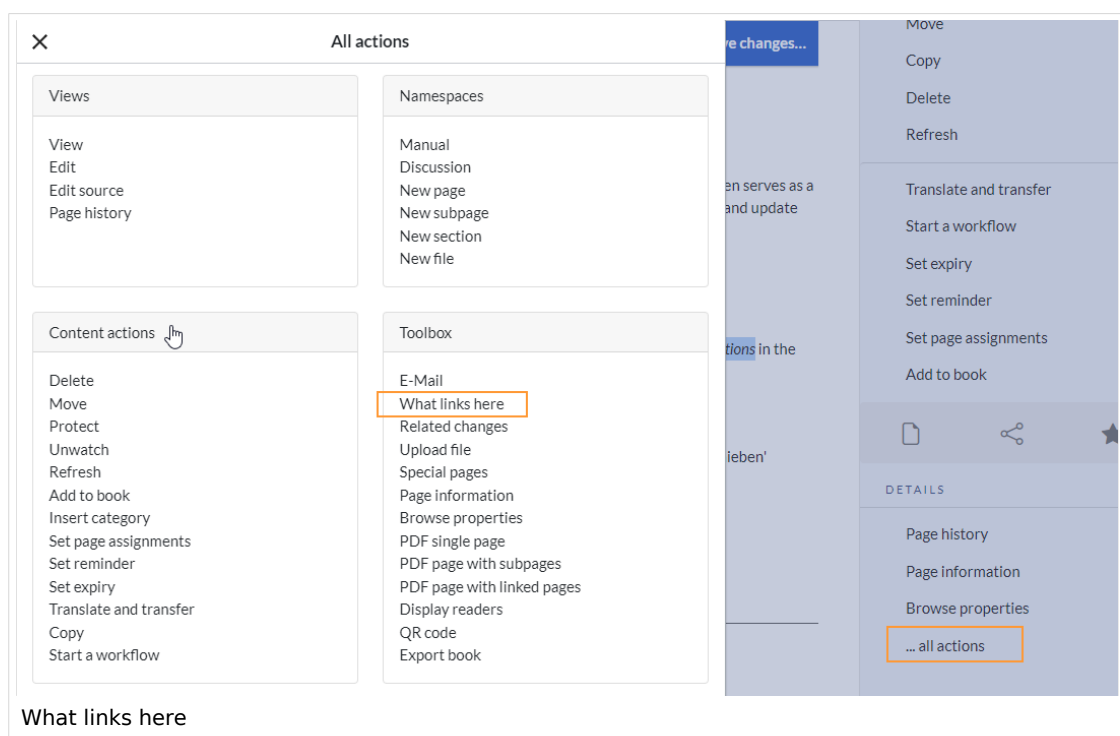 All actions
Views
View
Edit
Edit source
Page history
Namespaces
Manual
Discussion
New page
New subpage
New section
New file
Content actions
Delete
Move
Protect
Unwatch
Refresh
Add to book
Insert category
Set page assignments
Set reminder
Set expiry
Translate and transfer
Copy
Start a workflow
Toolbox
E-Mail
What links here
Related changes
Upload file
Special pages
Page information
Browse properties
PDF single page
PDF page with subpages
PDF page with linked pages
Display readers
QR code
Export book
changes...
serves as a
and update
in the
Move
Copy
Delete
Refresh
Translate and transfer
Start a workflow
Set expiry
Set reminder
Set page assignments
Add to book
DETAILS
Page history
Page information
Browse properties
... all actions
What links here